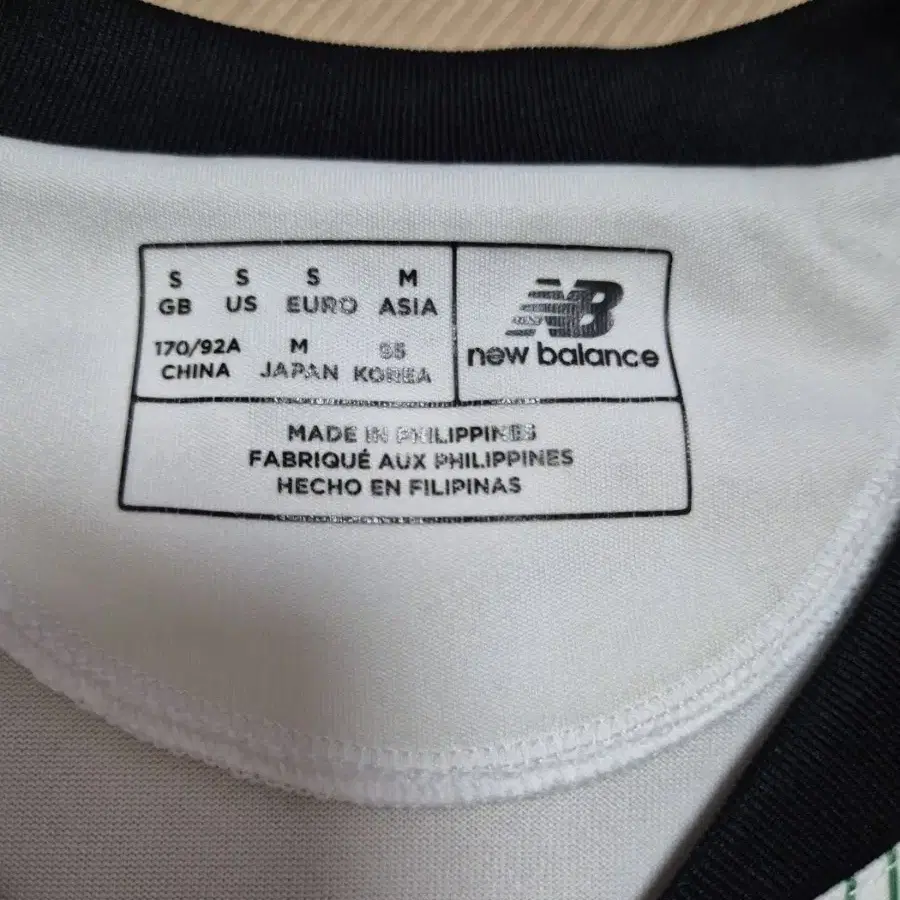 S S S M
GB US EURO ASIA
170/92A M 95
CHINA JAPAN KOREA
NB
new balance
MADE IN PHILIPPINES
FABRIQUÉ AUX PHILIPPINES
HECHO EN FILIPINAS